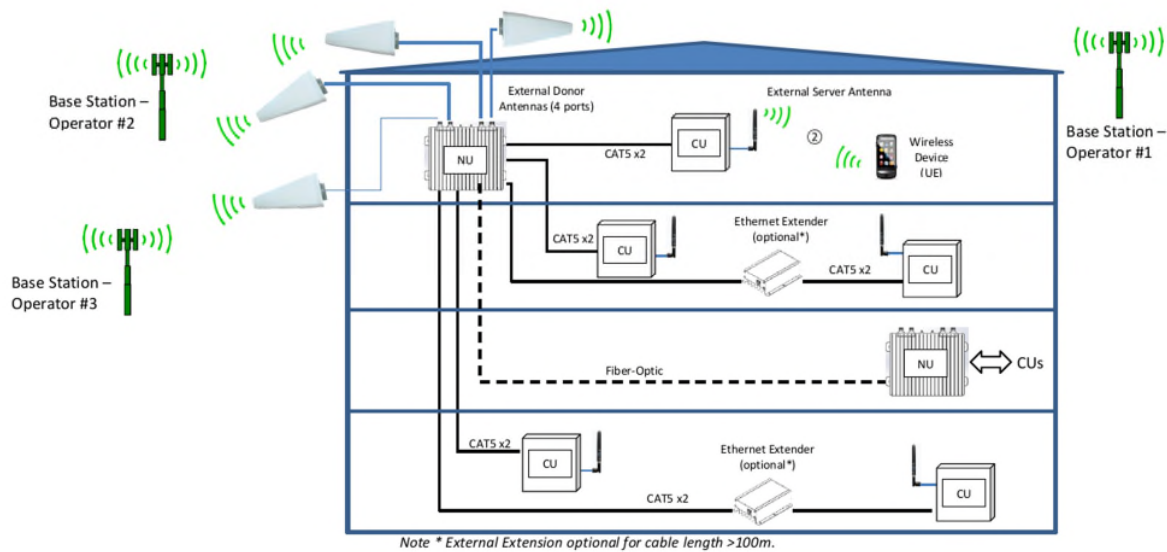 Base Station –
Operator #2
External Donor
Antennas (4 ports)
External Server Antenna
Base Station –
Operator #1
NU
CAT5 x2
CU
②
Wireless
Device
(UE)
Base Station –
Operator #3
CAT5 x2
CU
Ethernet Extender
(optional*)
CAT5 x2
CU
Fiber-Optic
NU
CUs
CAT5 x2
CU
Ethernet Extender
(optional*)
CAT5 x2
CU
Note * External Extension optional for cable length >100m.